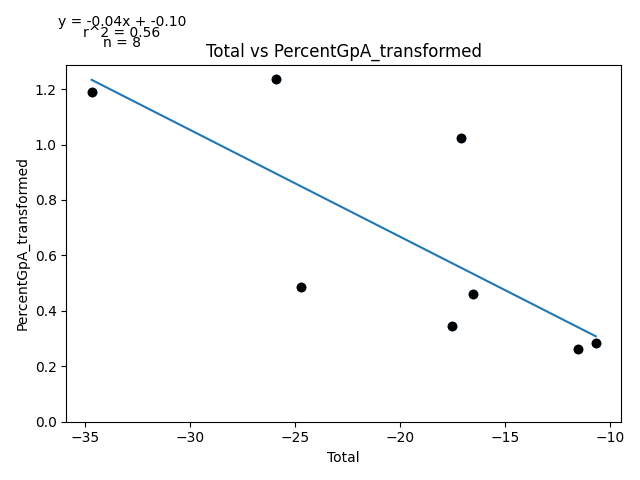 y = -0.04x + -0.10
r^2 = 0.56
n = 8
Total vs PercentGpA_transformed
1.2
1.0
0.8
0.6
0.4
0.2
0.0
PercentGpA_transformed
−35
−30
−25
−20
−15
−10
Total